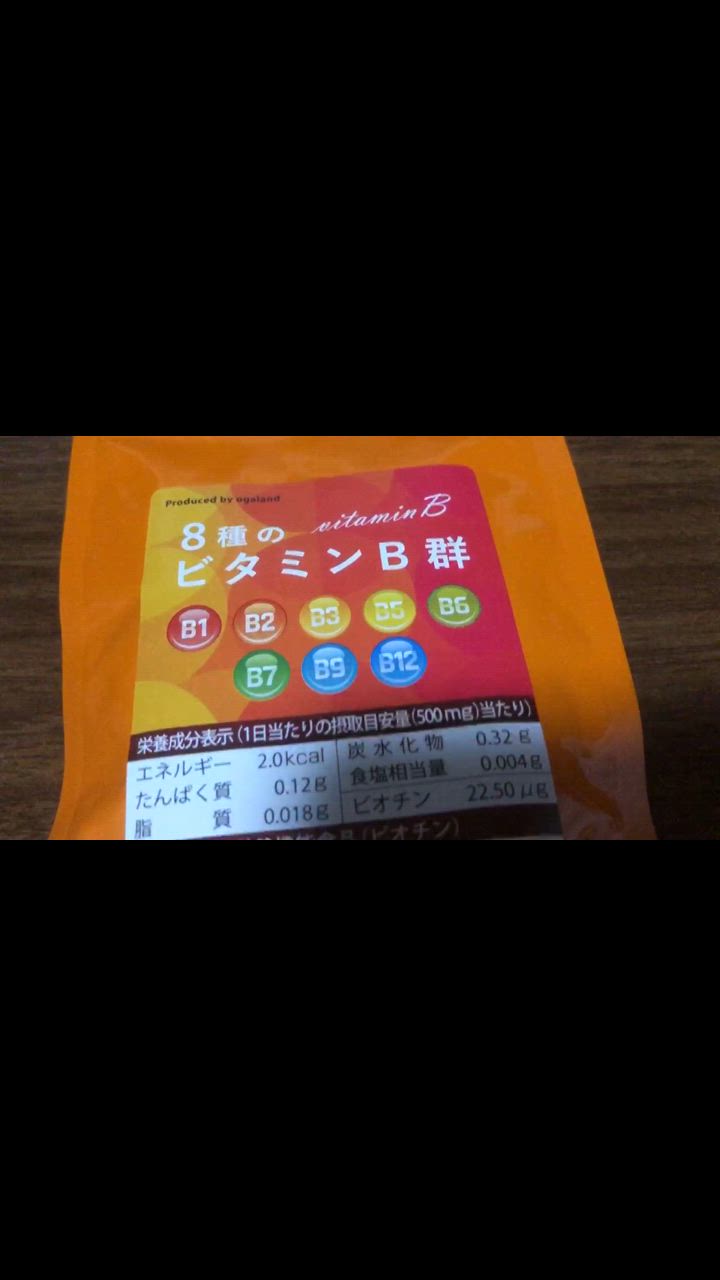 Produced by ogaland
vitamin B
8種の
ビタミンB群
B1 B2 B3 B5 B6
B7 B9 B12
栄養成分表示(1日当たりの摂取目安量(500mg)当たり)
エネルギー 2.0kcal
たんぱく質 0.12g
脂 質 0.018g
炭水化物 0.32g
食塩相当量 0.004g
ビオチン 22.50μg
(ビオチン)